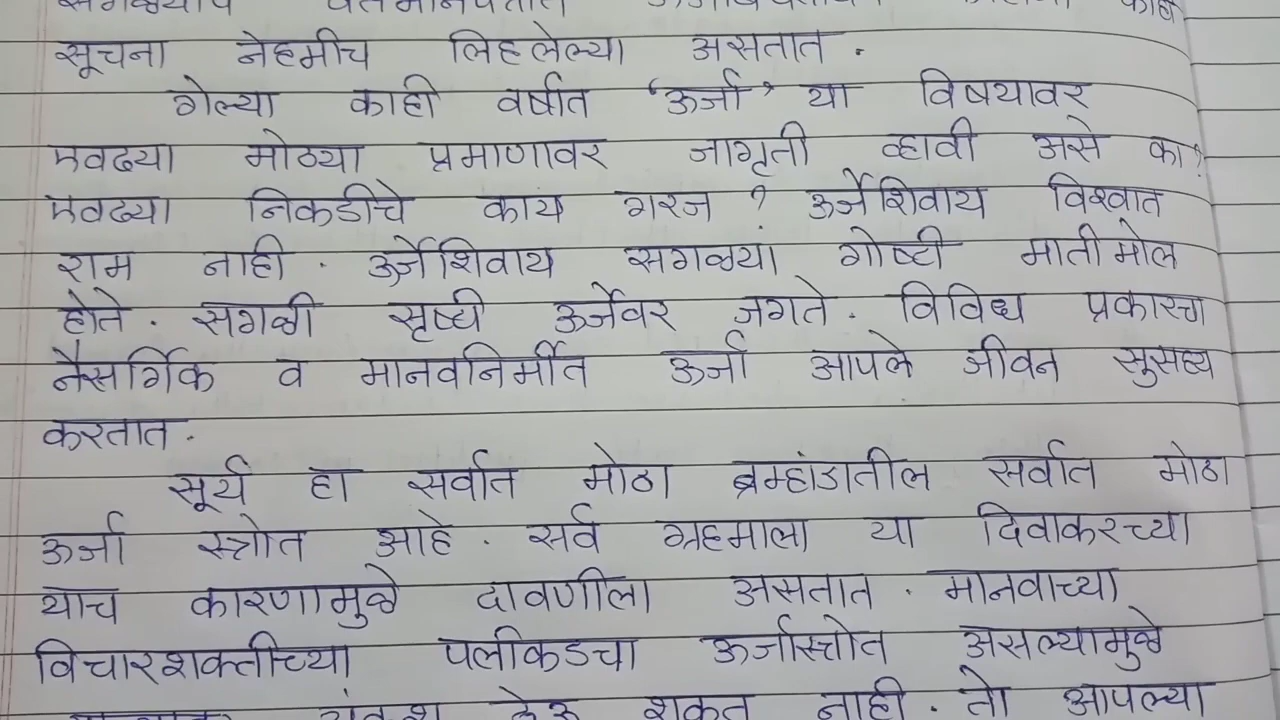 सूचना नेहमीच लिहलेल्या असतात.
गेल्या काही वर्षात 'ऊर्जा' या विषयावर
एवढ्या मोठ्या प्रमाणावर जागृती व्हावी असे का?
एवढ्या निकडीचे काय गरज ? ऊर्जेशिवाय विश्वात
राम नाही. ऊर्जेशिवाय सगळ्या गोष्टी मातीमोल
होते. सगळी सृष्टी ऊर्जेवर जगते. विविध प्रकारचा
नैसर्गिक व मानवनिर्मीत ऊर्जा आपले जीवन सुसह्य
करतात.
सूर्य हा सर्वात मोठा ब्रम्हांडातील सर्वात मोठा
ऊर्जा स्त्रोत आहे. सर्व ग्रहमाला या दिवाकरच्या
याच कारणामुळे दावणीला असतात. मानवाच्या
विचारशक्तीच्या पलीकडचा ऊर्जास्त्रोत असल्यामुळे
शकत नाही. तो आपल्या